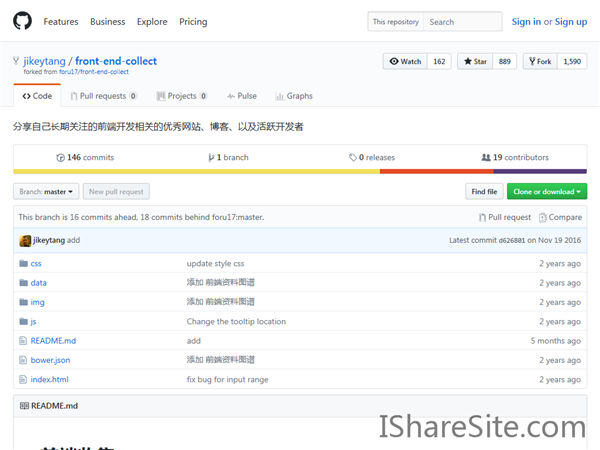 Features Business Explore Pricing This repository Search Sign in or Sign up
jikeytang / front-end-collect Watch 162 Star 889 Fork 1,590
forked from foru17/front-end-collect
Code Pull requests 0 Projects 0 Pulse Graphs
分享自己长期关注的前端开发相关的优秀网站、博客、以及活跃开发者
146 commits 1 branch 0 releases 19 contributors
Branch: master New pull request Find file Clone or download
This branch is 16 commits ahead, 18 commits behind foru17:master. Pull request Compare
jikeytang add Latest commit d626801 on Nov 19 2016
css update style css 2 years ago
data 添加 前端资料图谱 2 years ago
img 添加 前端资料图谱 2 years ago
js Change the tooltip location 2 years ago
README.md add 5 months ago
bower.json 添加 前端资料图谱 2 years ago
index.html fix bug for input range 2 years ago
README.md
IShareSite.com